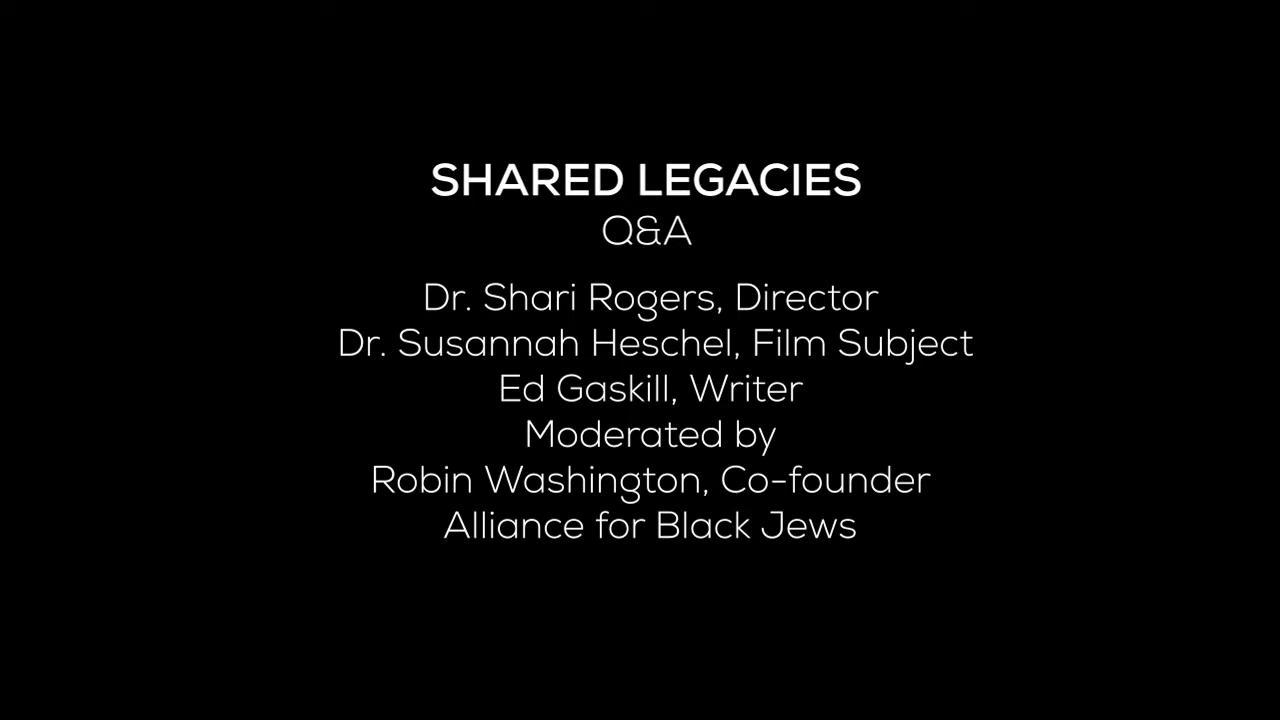 SHARED LEGACIES
Q&A
Dr. Shari Rogers, Director
Dr. Susannah Heschel, Film Subject
Ed Gaskill, Writer
Moderated by
Robin Washington, Co-founder
Alliance for Black Jews